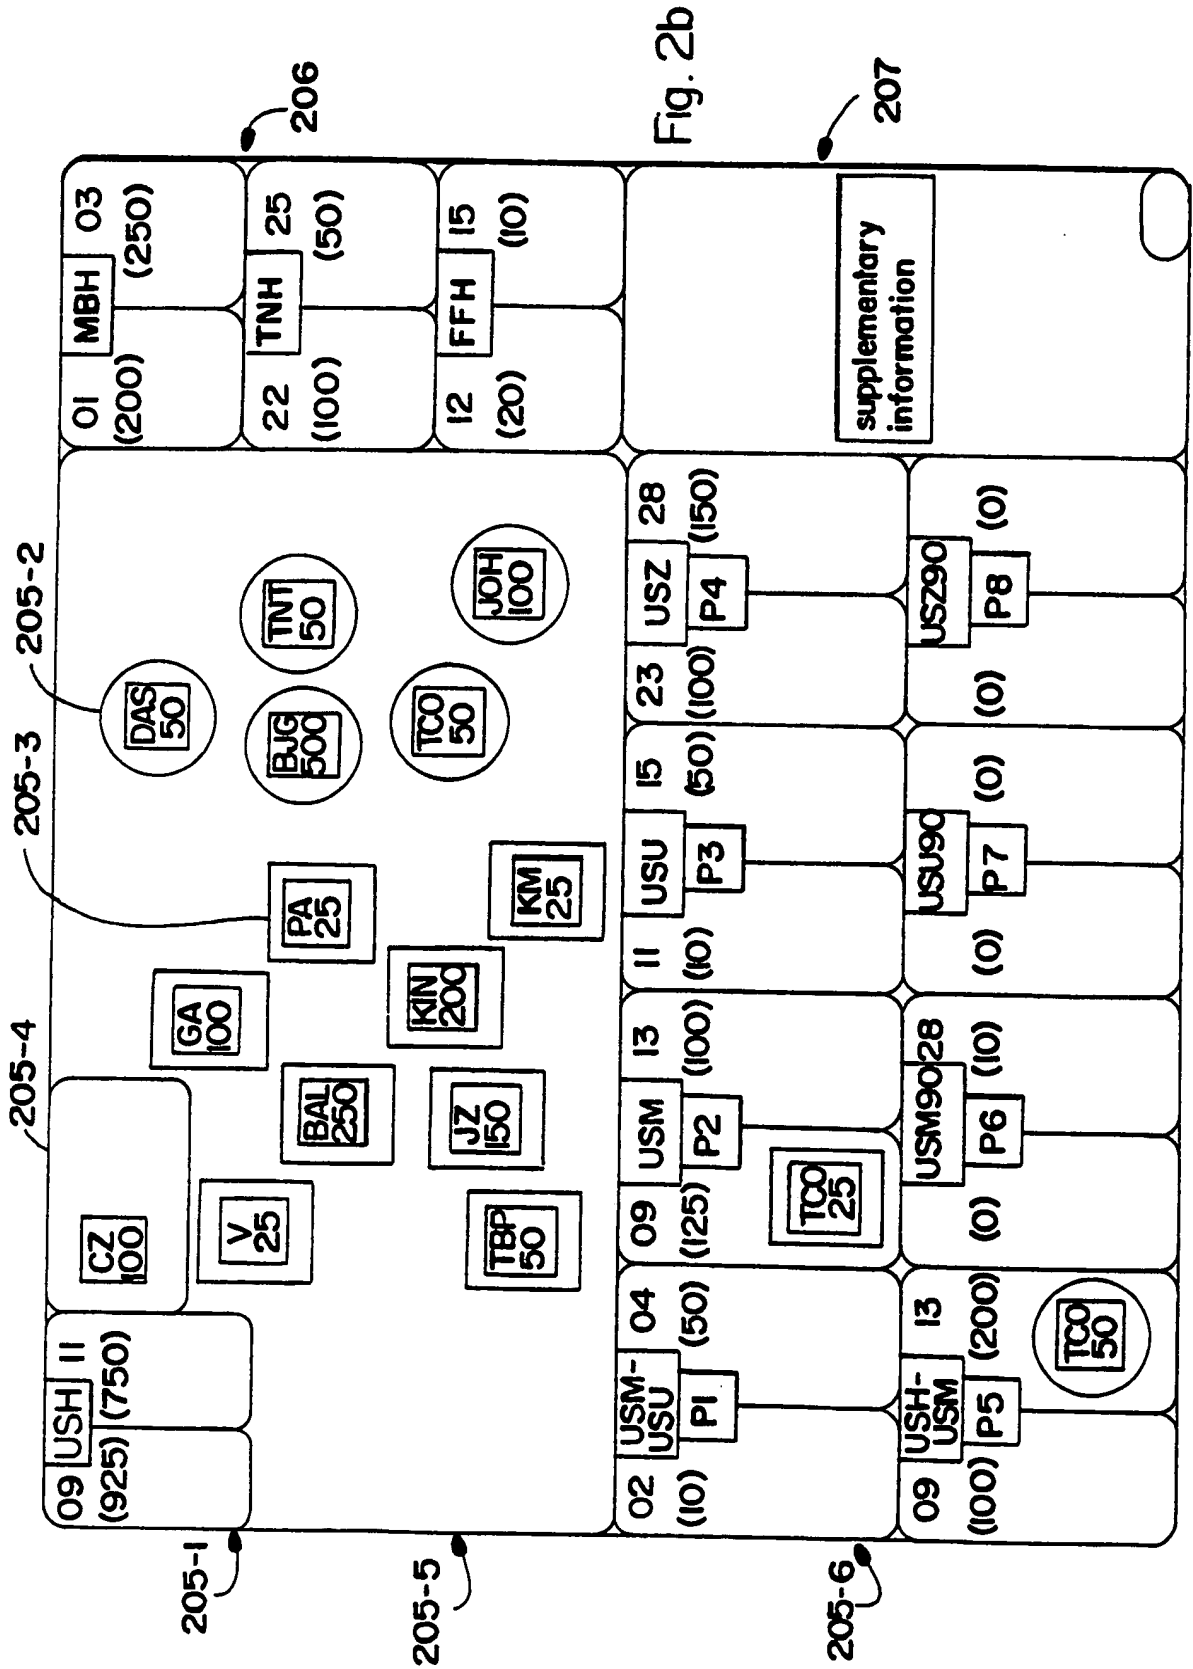 205-4
205-3
205-2
09 USH 11
(925) (750)
CZ
100
V
25
GA
100
BAL
250
PA
25
TBP
50
JZ
150
KIN
200
KM
25
DAS
50
BJG
500
TNT
50
TCO
50
JOH
100
01 MBH 03
(200) (250)
22 TNH 25
(100) (50)
12 FFH 15
(20) (10)
206
205-1
205-5
02 USM-
USU 04
(10) P1 (50)
09 USM 13
(125) P2 (100)
TCO
25
11 USU 15
(10) P3 (50)
23 USZ 28
(100) P4 (150)
Fig. 2b
09 USH-
USM 13
(100) P5 (200)
TCO
50
USM9028
(0) P6 (10)
USU90
(0) P7 (0)
USZ90
(0) P8 (0)
supplementary
information
205-6
207